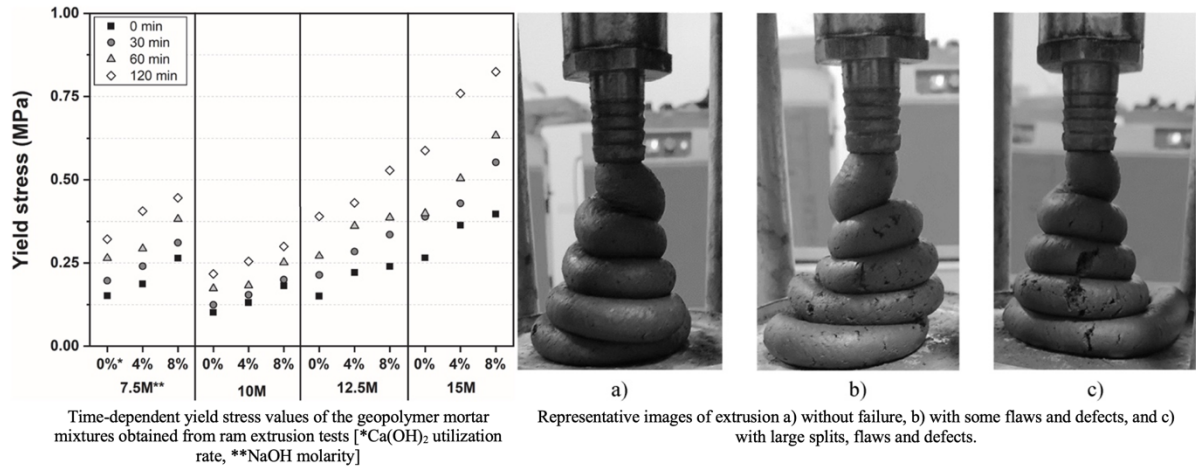 Yield stress (MPa)
1.00
0.75
0.50
0.25
0.00
0 min
30 min
60 min
120 min
0%* 4% 8% 0% 4% 8% 0% 4% 8% 0% 4% 8%
7.5M** 10M 12.5M 15M
Time-dependent yield stress values of the geopolymer mortar
mixtures obtained from ram extrusion tests [*Ca(OH)₂ utilization
rate, **NaOH molarity]
a) b) c)
Representative images of extrusion a) without failure, b) with some flaws and defects, and c)
with large splits, flaws and defects.